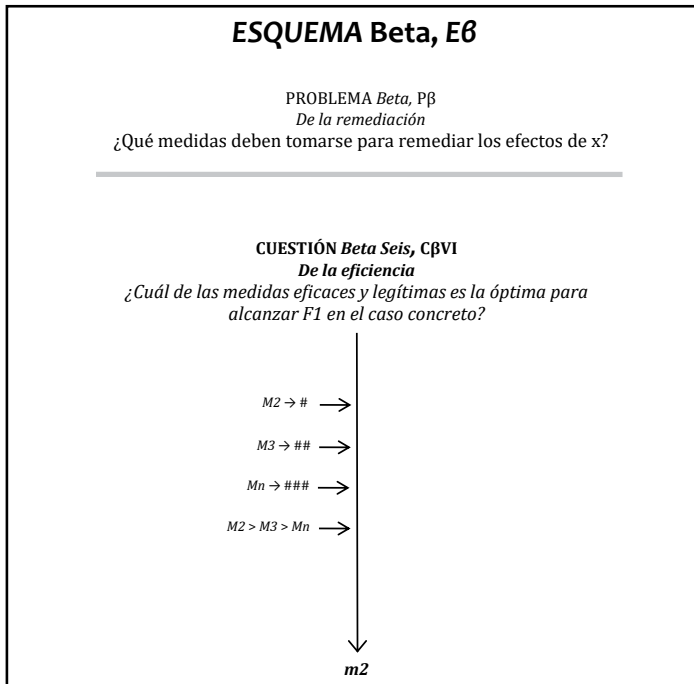 ESQUEMA Beta, Eβ
PROBLEMA Beta, Pβ
De la remediación
¿Qué medidas deben tomarse para remediar los efectos de x?
CUESTIÓN Beta Seis, CβVI
De la eficiencia
¿Cuál de las medidas eficaces y legítimas es la óptima para
alcanzar F1 en el caso concreto?
M2 → #
M3 → ##
Mn → ###
M2 > M3 > Mn
m2